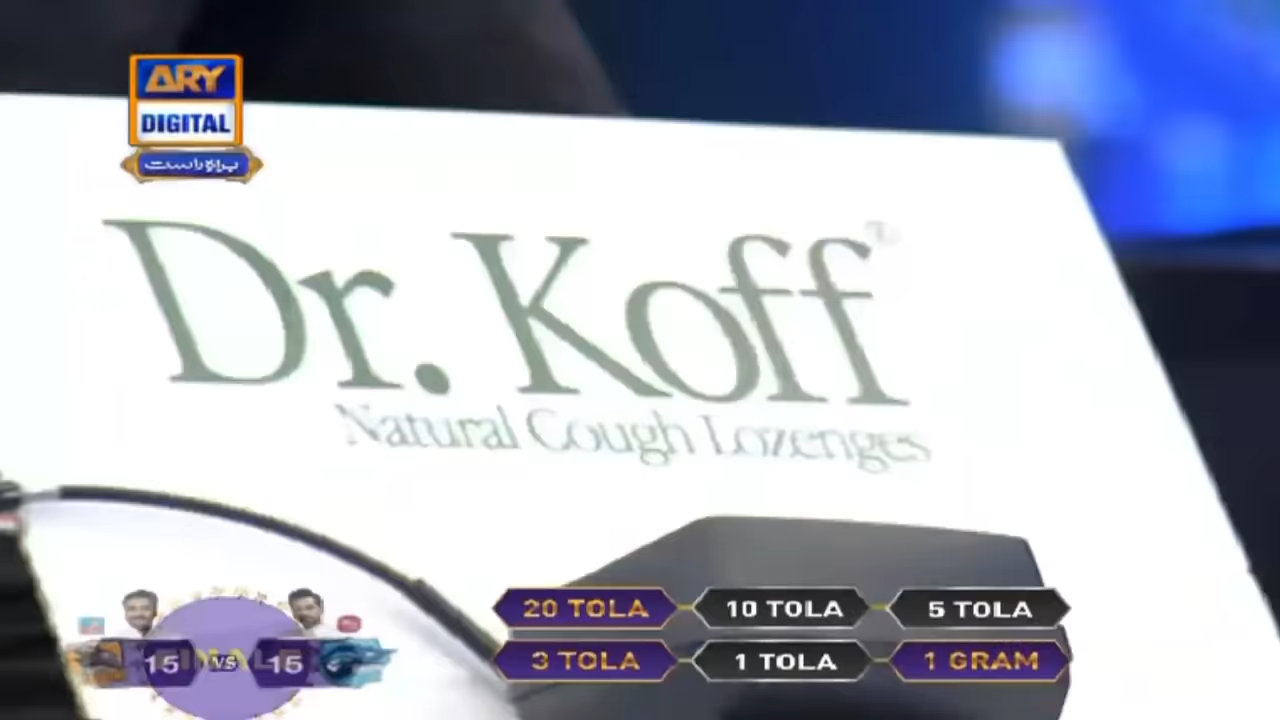 ARY
DIGITAL
براہ راست
Dr. Koff
Natural Cough Lozenges
20 TOLA
10 TOLA
5 TOLA
3 TOLA
1 TOLA
1 GRAM
FINALE
15 VS 15